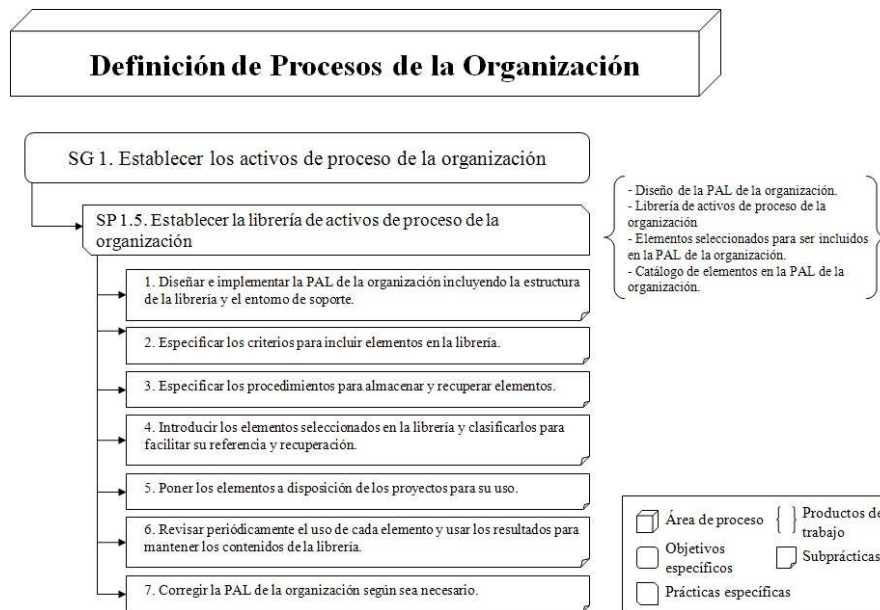 Definición de Procesos de la Organización
SG 1. Establecer los activos de proceso de la organización
SP 1.5. Establecer la librería de activos de proceso de la
organización
- Diseño de la PAL de la organización.
- Librería de activos de proceso de la
organización
- Elementos seleccionados para ser incluidos
en la PAL de la organización.
- Catálogo de elementos en la PAL de la
organización.
1. Diseñar e implementar la PAL de la organización incluyendo la estructura
de la librería y el entorno de soporte.
2. Especificar los criterios para incluir elementos en la librería.
3. Especificar los procedimientos para almacenar y recuperar elementos.
4. Introducir los elementos seleccionados en la librería y clasificarlos para
facilitar su referencia y recuperación.
5. Poner los elementos a disposición de los proyectos para su uso.
6. Revisar periódicamente el uso de cada elemento y usar los resultados para
mantener los contenidos de la librería.
7. Corregir la PAL de la organización según sea necesario.
Área de proceso
Productos de
trabajo
Objetivos
específicos
Subprácticas
Prácticas específicas